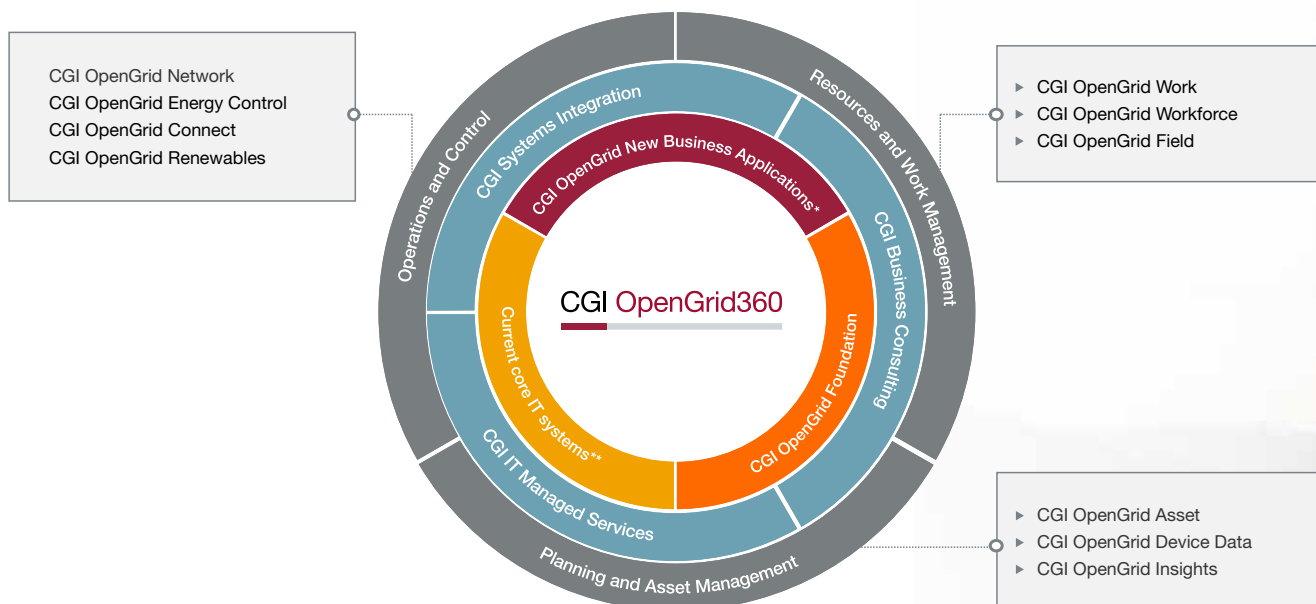 CGI OpenGrid Network
CGI OpenGrid Energy Control
CGI OpenGrid Connect
CGI OpenGrid Renewables
Operations and Control
Resources and Work Management
Planning and Asset Management
CGI Systems Integration
CGI Business Consulting
CGI IT Managed Services
CGI OpenGrid New Business Applications*
CGI OpenGrid Foundation
Current core IT systems**
CGI OpenGrid360
CGI OpenGrid Work
CGI OpenGrid Workforce
CGI OpenGrid Field
CGI OpenGrid Asset
CGI OpenGrid Device Data
CGI OpenGrid Insights